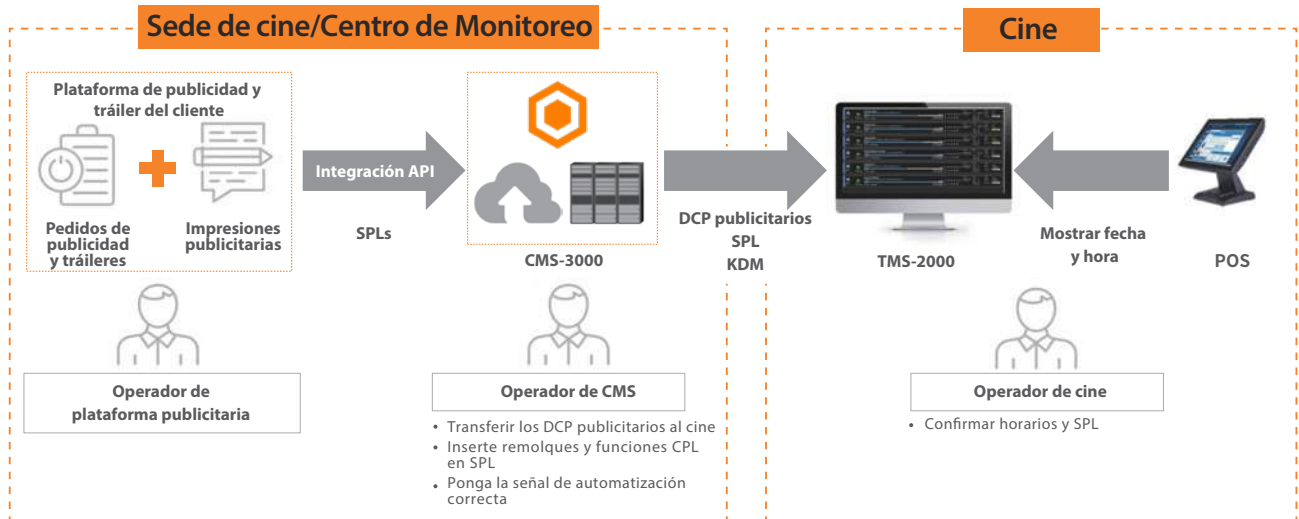 Sede de cine/Centro de Monitoreo
Plataforma de publicidad y
tráiler del cliente
Pedidos de
publicidad
y tráileres
Impresiones
publicitarias
Integración API
SPLs
CMS-3000
DCP publicitarios
SPL
KDM
Operador de
plataforma publicitaria
Operador de CMS
• Transferir los DCP publicitarios al cine
• Inserte remolques y funciones CPL
en SPL
• Ponga la señal de automatización
correcta
Cine
TMS-2000
Mostrar fecha
y hora
POS
Operador de cine
• Confirmar horarios y SPL